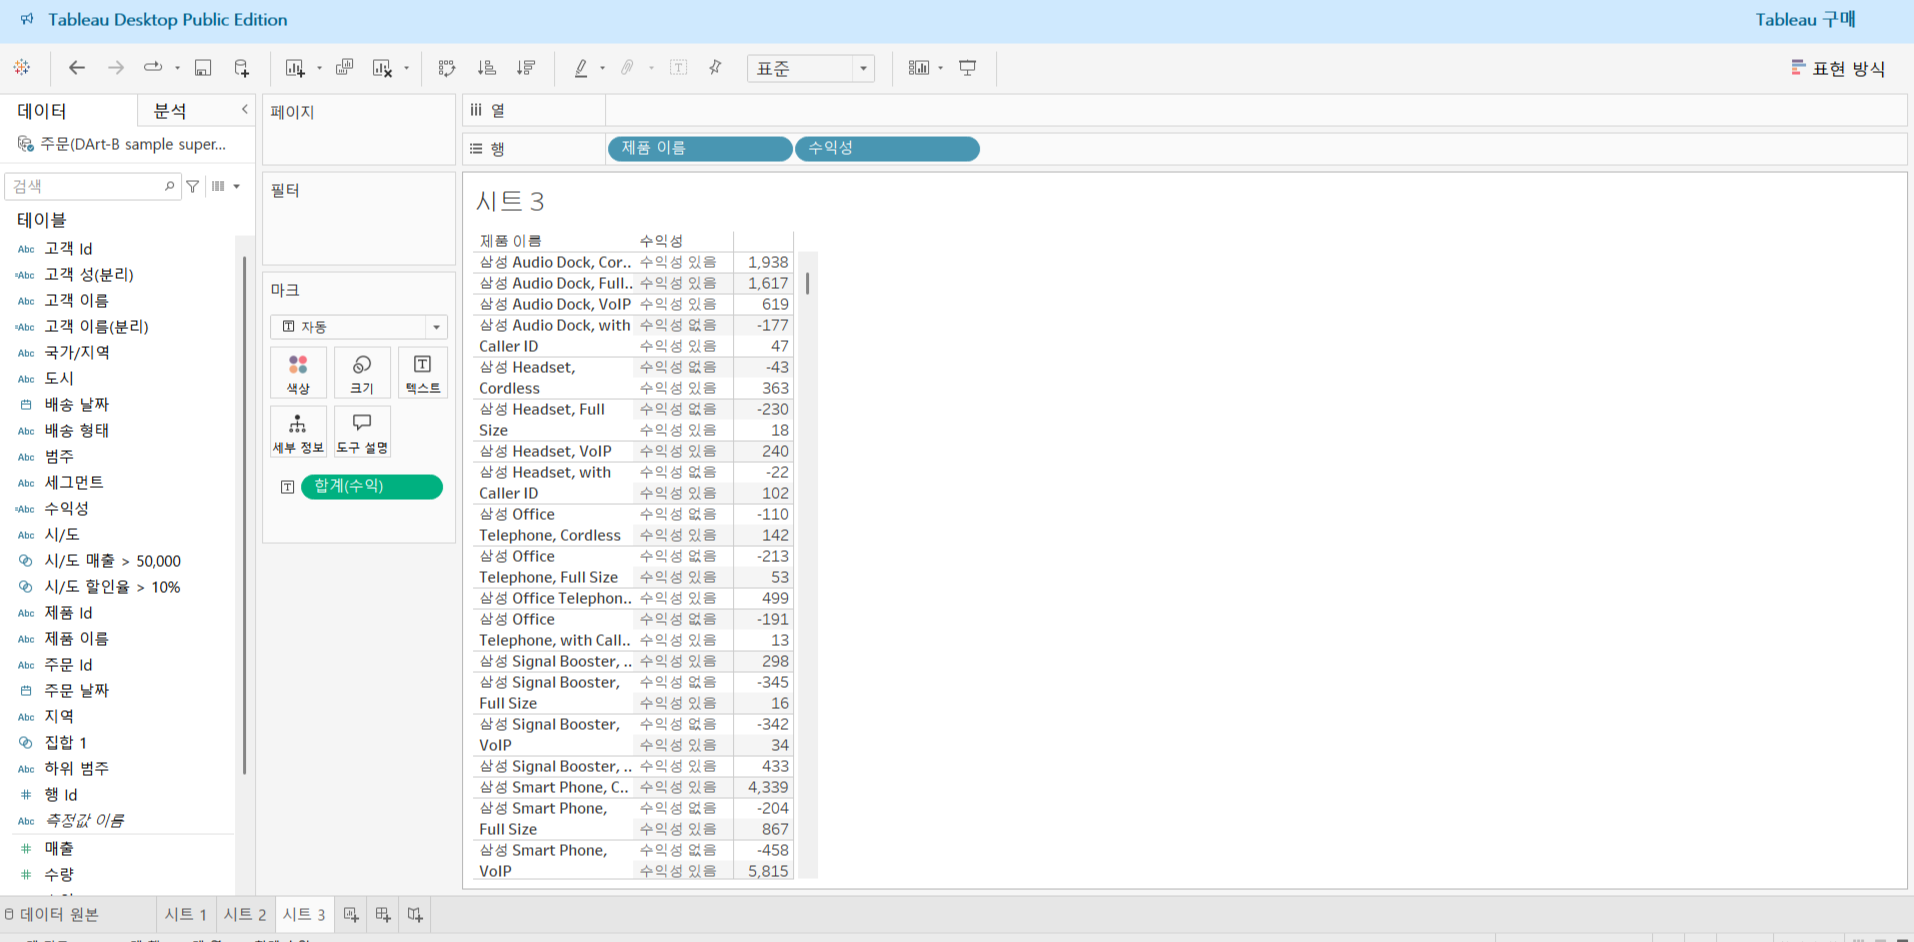 Tableau Desktop Public Edition
Tableau 구매
표준
표현 방식
데이터
분석
주문(DArt-B sample super...
검색
테이블
Abc 고객 Id
=Abc 고객 성(분리)
Abc 고객 이름
=Abc 고객 이름(분리)
Abc 국가/지역
Abc 도시
배송 날짜
Abc 배송 형태
Abc 범주
Abc 세그먼트
=Abc 수익성
Abc 시/도
시/도 매출 > 50,000
시/도 할인율 > 10%
Abc 제품 Id
Abc 제품 이름
Abc 주문 Id
주문 날짜
Abc 지역
집합 1
Abc 하위 범주
# 행 Id
Abc 측정값 이름
# 매출
# 수량
페이지
필터
마크
자동
색상
크기
텍스트
세부 정보
도구 설명
합계(수익)
열
행
제품 이름
수익성
시트 3
제품 이름 수익성
삼성 Audio Dock, Cor.. 수익성 있음 1,938
삼성 Audio Dock, Full.. 수익성 있음 1,617
삼성 Audio Dock, VoIP 수익성 있음 619
삼성 Audio Dock, with 수익성 없음 -177
Caller ID 수익성 있음 47
삼성 Headset, 수익성 없음 -43
Cordless 수익성 있음 363
삼성 Headset, Full 수익성 없음 -230
Size 수익성 있음 18
삼성 Headset, VoIP 수익성 있음 240
삼성 Headset, with 수익성 없음 -22
Caller ID 수익성 있음 102
삼성 Office 수익성 없음 -110
Telephone, Cordless 수익성 있음 142
삼성 Office 수익성 없음 -213
Telephone, Full Size 수익성 있음 53
삼성 Office Telephon.. 수익성 있음 499
삼성 Office 수익성 없음 -191
Telephone, with Call.. 수익성 있음 13
삼성 Signal Booster, .. 수익성 있음 298
삼성 Signal Booster, 수익성 없음 -345
Full Size 수익성 있음 16
삼성 Signal Booster, 수익성 없음 -342
VoIP 수익성 있음 34
삼성 Signal Booster, .. 수익성 있음 433
삼성 Smart Phone, C.. 수익성 있음 4,339
삼성 Smart Phone, 수익성 없음 -204
Full Size 수익성 있음 867
삼성 Smart Phone, 수익성 없음 -458
VoIP 수익성 있음 5,815
데이터 원본
시트 1
시트 2
시트 3